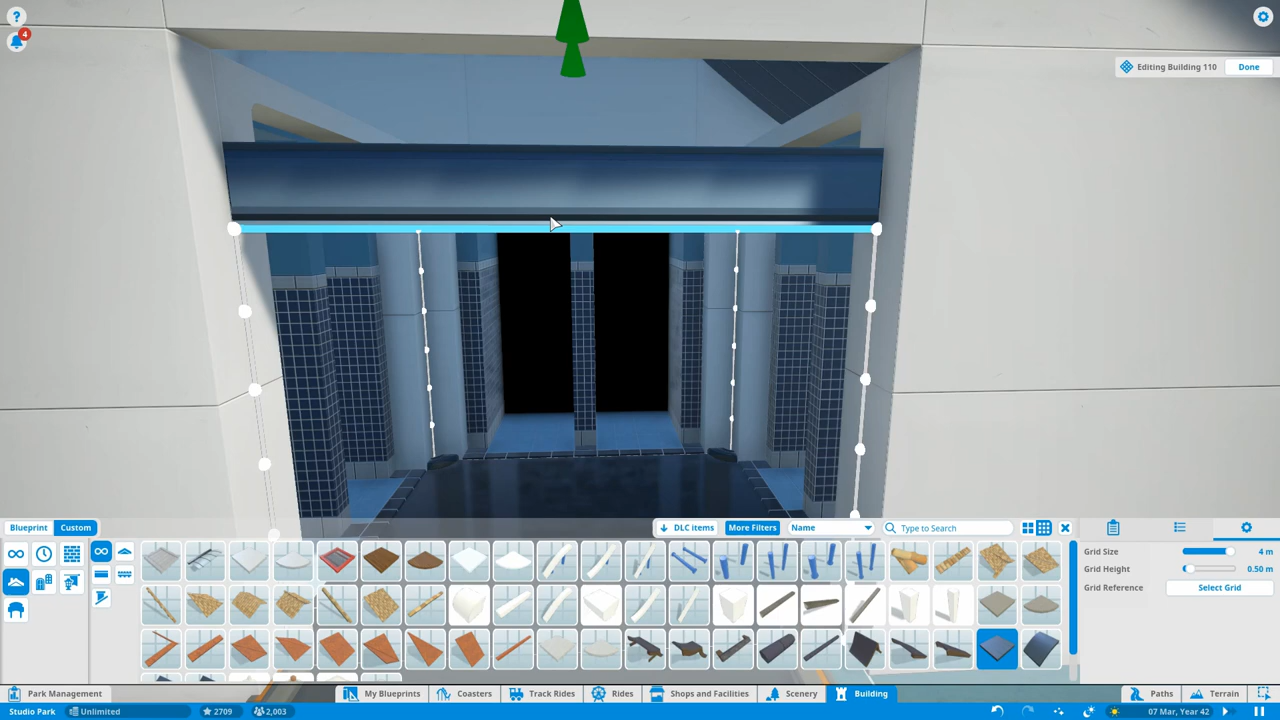 ?
4
Editing Building 110
Done
Blueprint
Custom
DLC items
More Filters
Name
Type to Search
Grid Size
4 m
Grid Height
0.50 m
Grid Reference
Select Grid
Park Management
My Blueprints
Coasters
Track Rides
Rides
Shops and Facilities
Scenery
Building
Paths
Terrain
Studio Park
Unlimited
2709
2,003
07 Mar, Year 42